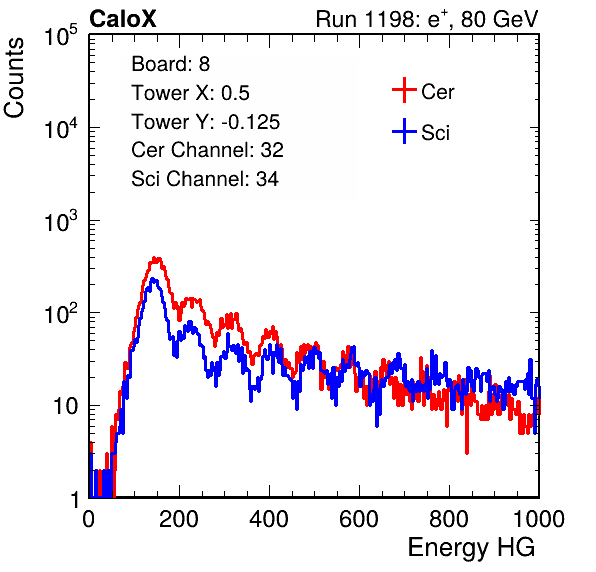 CaloX Run 1198: e⁺, 80 GeV
Counts
Board: 8
Tower X: 0.5
Tower Y: -0.125
Cer Channel: 32
Sci Channel: 34
Cer
Sci
10⁵
10⁴
10³
10²
10
1
0 200 400 600 800 1000
Energy HG